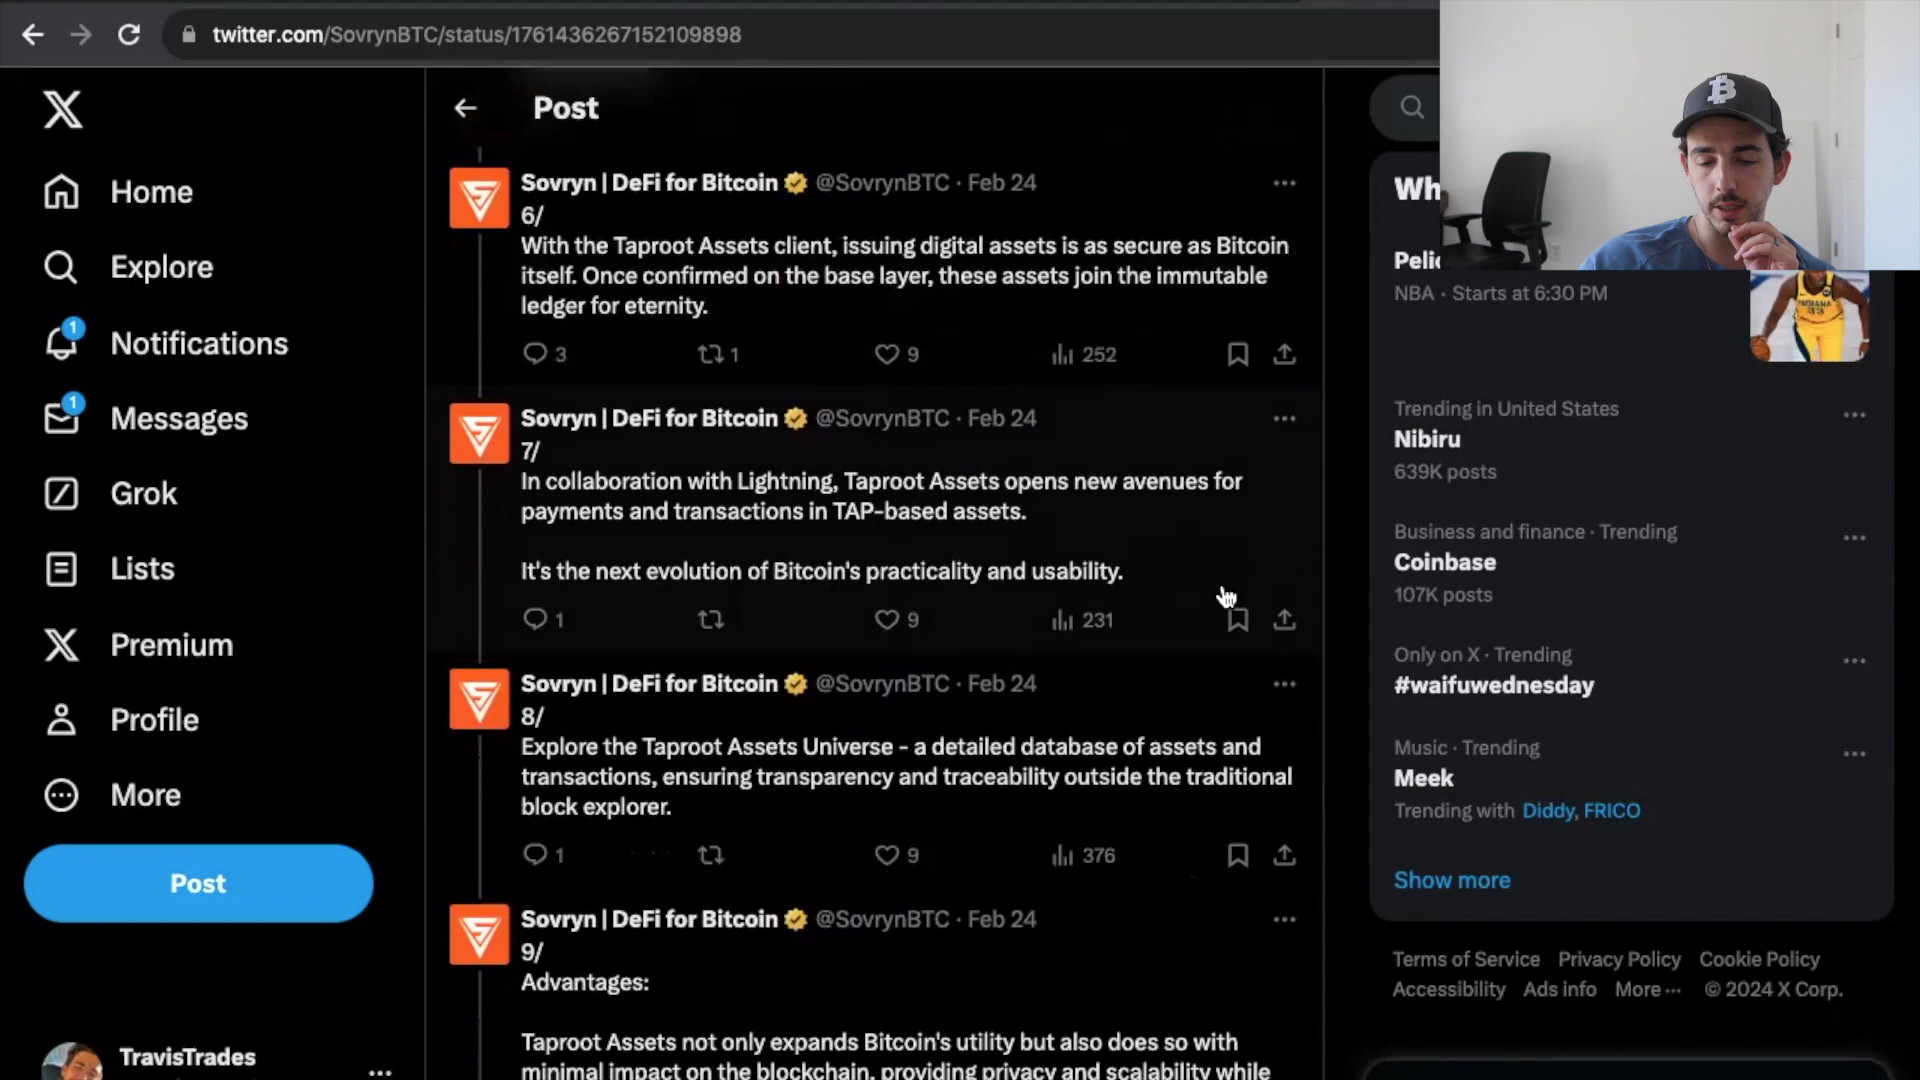 twitter.com/SovrynBTC/status/1761436267152109898
Home
Explore
1
Notifications
1
Messages
Grok
Lists
Premium
Profile
More
Post
TravisTrades
Post
Sovryn | DeFi for Bitcoin @SovrynBTC · Feb 24
6/
With the Taproot Assets client, issuing digital assets is as secure as Bitcoin
itself. Once confirmed on the base layer, these assets join the immutable
ledger for eternity.
3 1 9 252
Sovryn | DeFi for Bitcoin @SovrynBTC · Feb 24
7/
In collaboration with Lightning, Taproot Assets opens new avenues for
payments and transactions in TAP-based assets.
It's the next evolution of Bitcoin's practicality and usability.
1 9 231
Sovryn | DeFi for Bitcoin @SovrynBTC · Feb 24
8/
Explore the Taproot Assets Universe - a detailed database of assets and
transactions, ensuring transparency and traceability outside the traditional
block explorer.
1 9 376
Sovryn | DeFi for Bitcoin @SovrynBTC · Feb 24
9/
Advantages:
Taproot Assets not only expands Bitcoin's utility but also does so with
minimal impact on the blockchain, providing privacy and scalability while
Wh
Pelic
NBA · Starts at 6:30 PM
Trending in United States
Nibiru
639K posts
Business and finance · Trending
Coinbase
107K posts
Only on X · Trending
#waifuwednesday
Music · Trending
Meek
Trending with Diddy, FRICO
Show more
Terms of Service Privacy Policy Cookie Policy
Accessibility Ads info More ··· © 2024 X Corp.